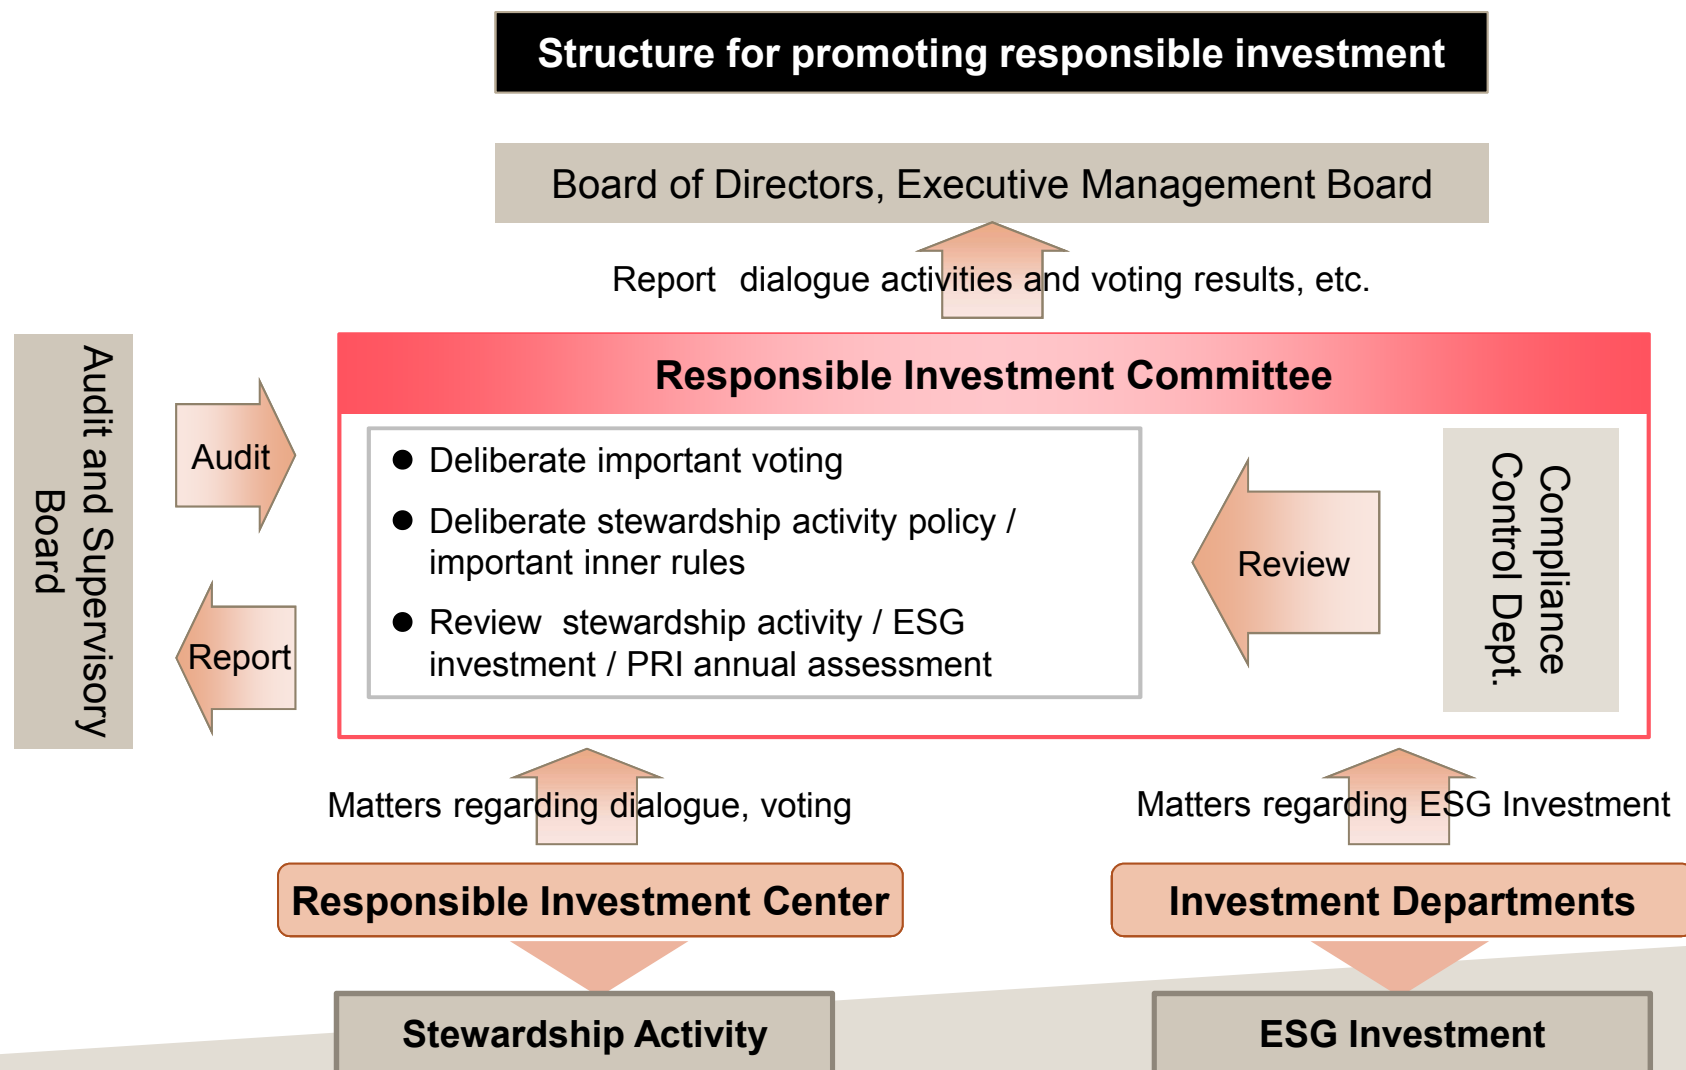 Structure for promoting responsible investment
Board of Directors, Executive Management Board
Report dialogue activities and voting results, etc.
Audit and Supervisory
Board
Audit
Report
Responsible Investment Committee
● Deliberate important voting
● Deliberate stewardship activity policy /
important inner rules
● Review stewardship activity / ESG
investment / PRI annual assessment
Review
Compliance
Control Dept.
Matters regarding dialogue, voting
Matters regarding ESG Investment
Responsible Investment Center
Investment Departments
Stewardship Activity
ESG Investment